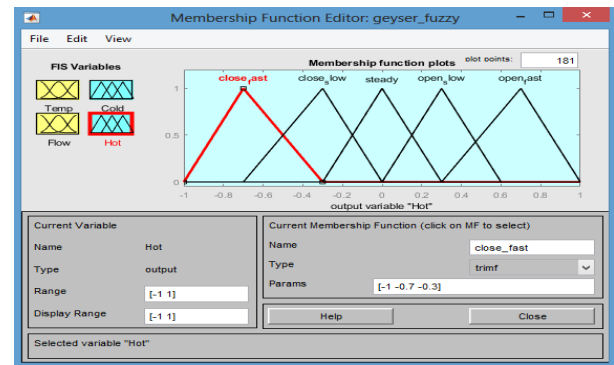 Membership Function Editor: geyser_fuzzy
File Edit View
FIS Variables
Temp Cold
Flow Hot
Membership function plots plot points: 181
close_fast close_slow steady open_slow open_fast
1
0.5
0
-1 -0.8 -0.6 -0.4 -0.2 0 0.2 0.4 0.6 0.8 1
output variable "Hot"
Current Variable
Name Hot
Type output
Range [-1 1]
Display Range [-1 1]
Current Membership Function (click on MF to select)
Name close_fast
Type trimf
Params [-1 -0.7 -0.3]
Help Close
Selected variable "Hot"